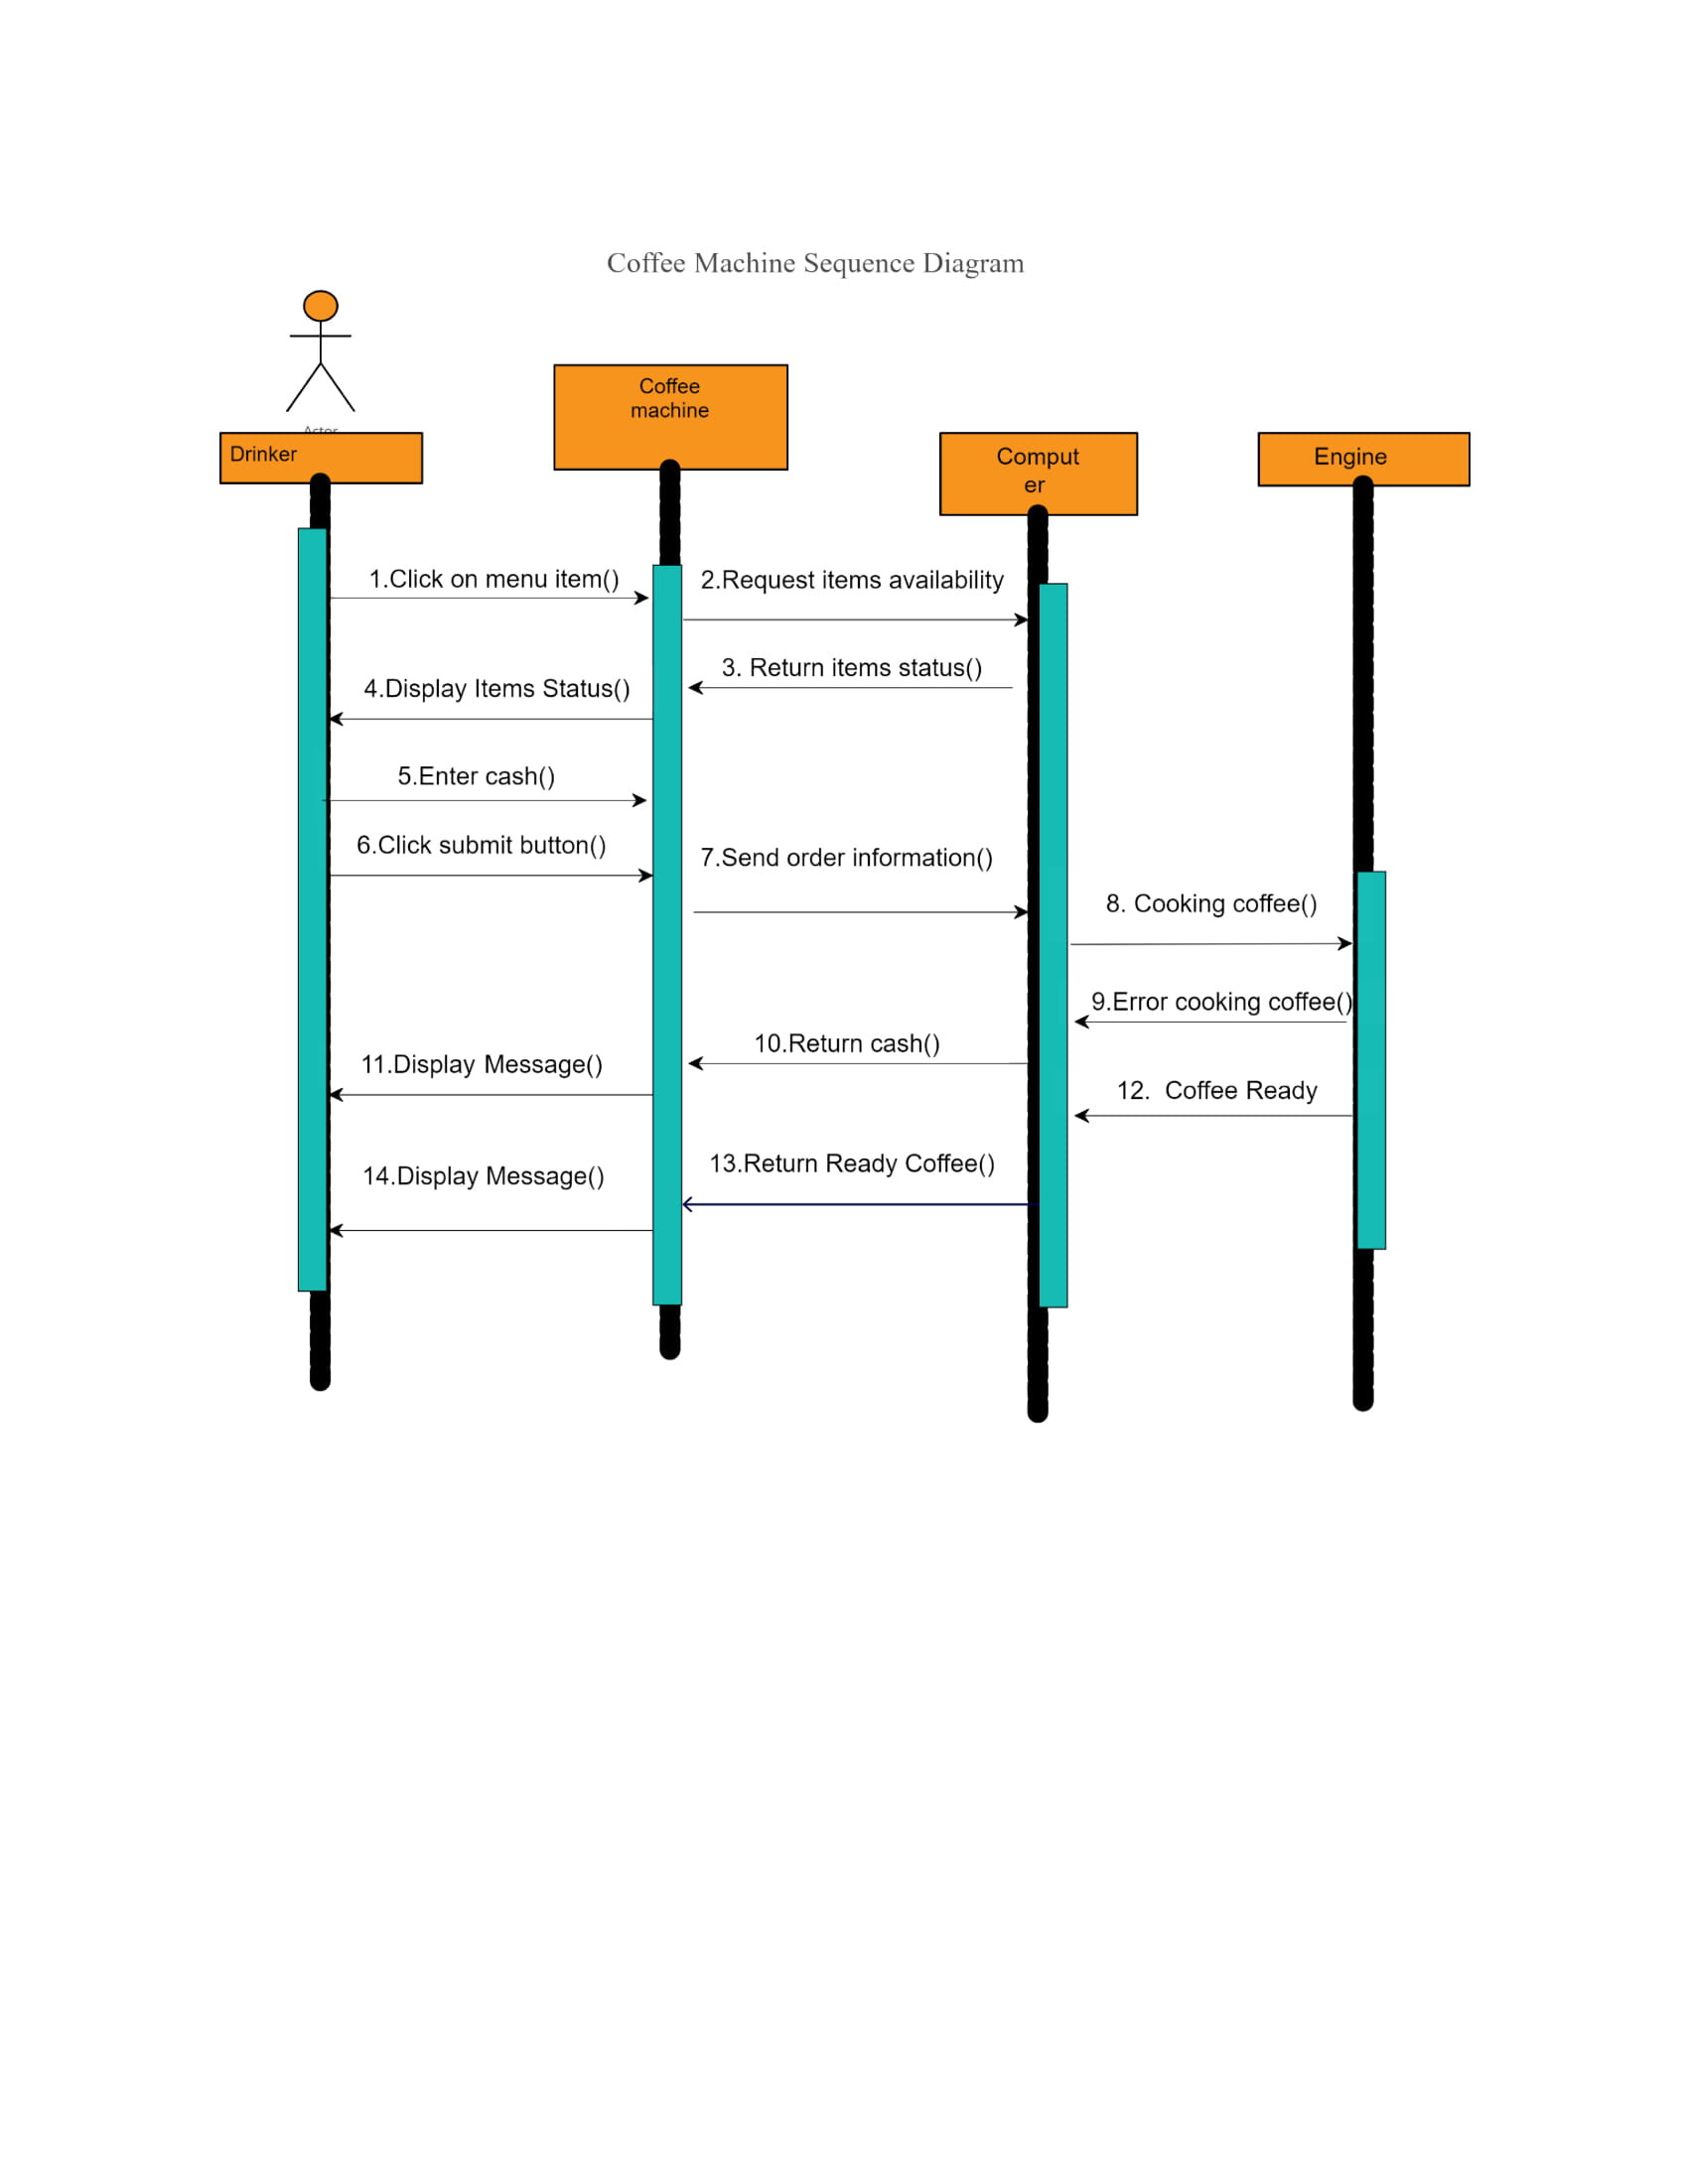 Coffee Machine Sequence Diagram
Actor
Drinker
Coffee
machine
Comput
er
Engine
1.Click on menu item()
2.Request items availability
3. Return items status()
4.Display Items Status()
5.Enter cash()
6.Click submit button()
7.Send order information()
8. Cooking coffee()
9.Error cooking coffee()
10.Return cash()
11.Display Message()
12.  Coffee Ready
13.Return Ready Coffee()
14.Display Message()